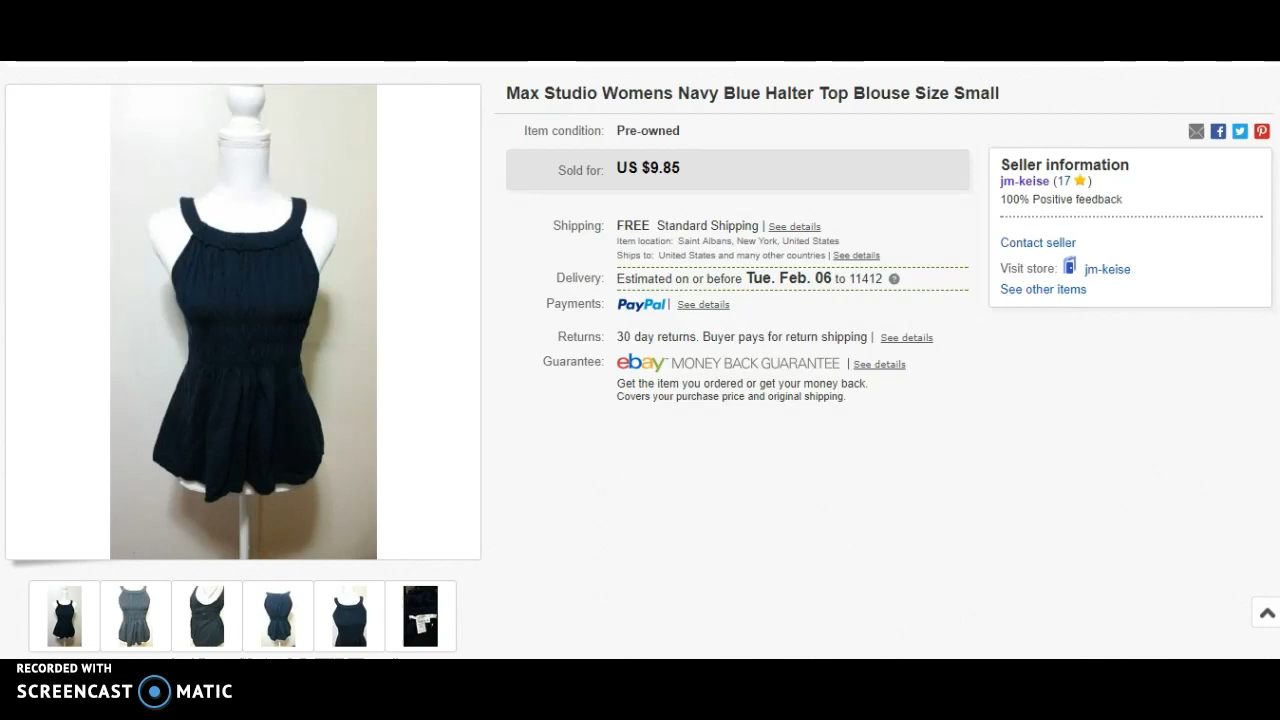 Max Studio Womens Navy Blue Halter Top Blouse Size Small
Item condition: Pre-owned
Sold for: US $9.85
Shipping: FREE Standard Shipping | See details
Item location: Saint Albans, New York, United States
Ships to: United States and many other countries | See details
Delivery: Estimated on or before Tue. Feb. 06 to 11412 ?
Payments: PayPal | See details
Returns: 30 day returns. Buyer pays for return shipping | See details
Guarantee: ebay MONEY BACK GUARANTEE | See details
Get the item you ordered or get your money back.
Covers your purchase price and original shipping.
Seller information
jm-keise (17 ★)
100% Positive feedback
Contact seller
Visit store: jm-keise
See other items
RECORDED WITH
SCREENCAST MATIC